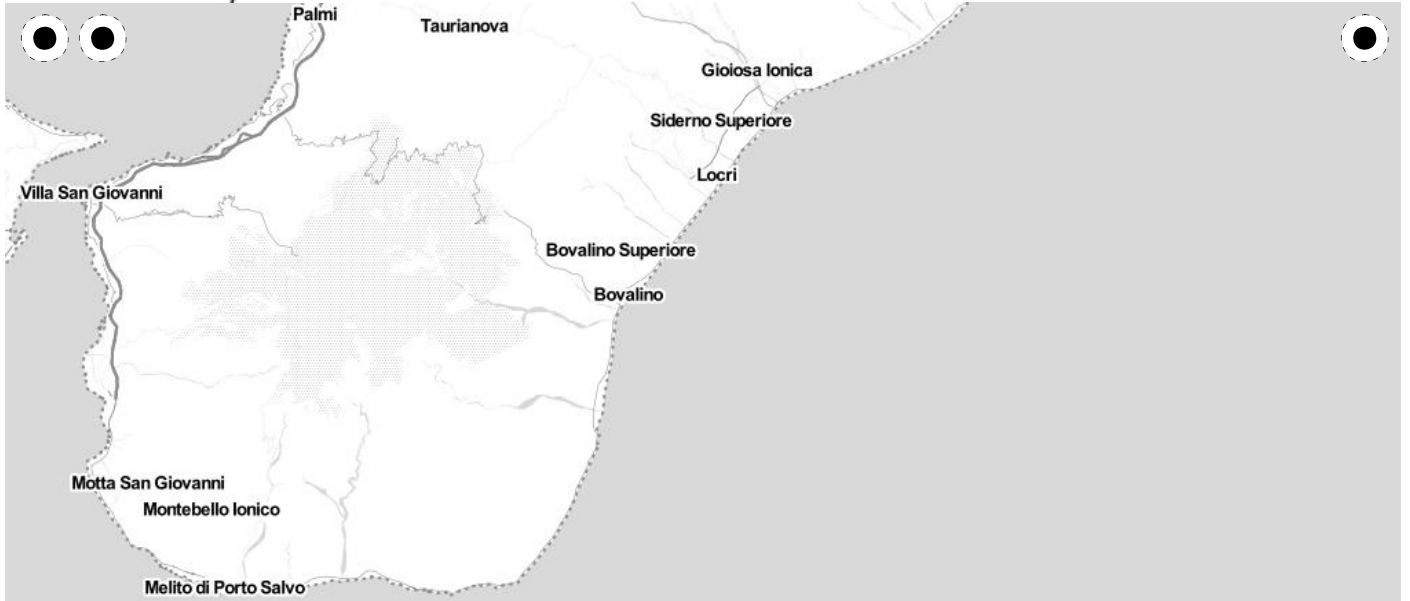 Palmi
Taurianova
Gioiosa Ionica
Siderno Superiore
Locri
Villa San Giovanni
Bovalino Superiore
Bovalino
Motta San Giovanni
Montebello Ionico
Melito di Porto Salvo